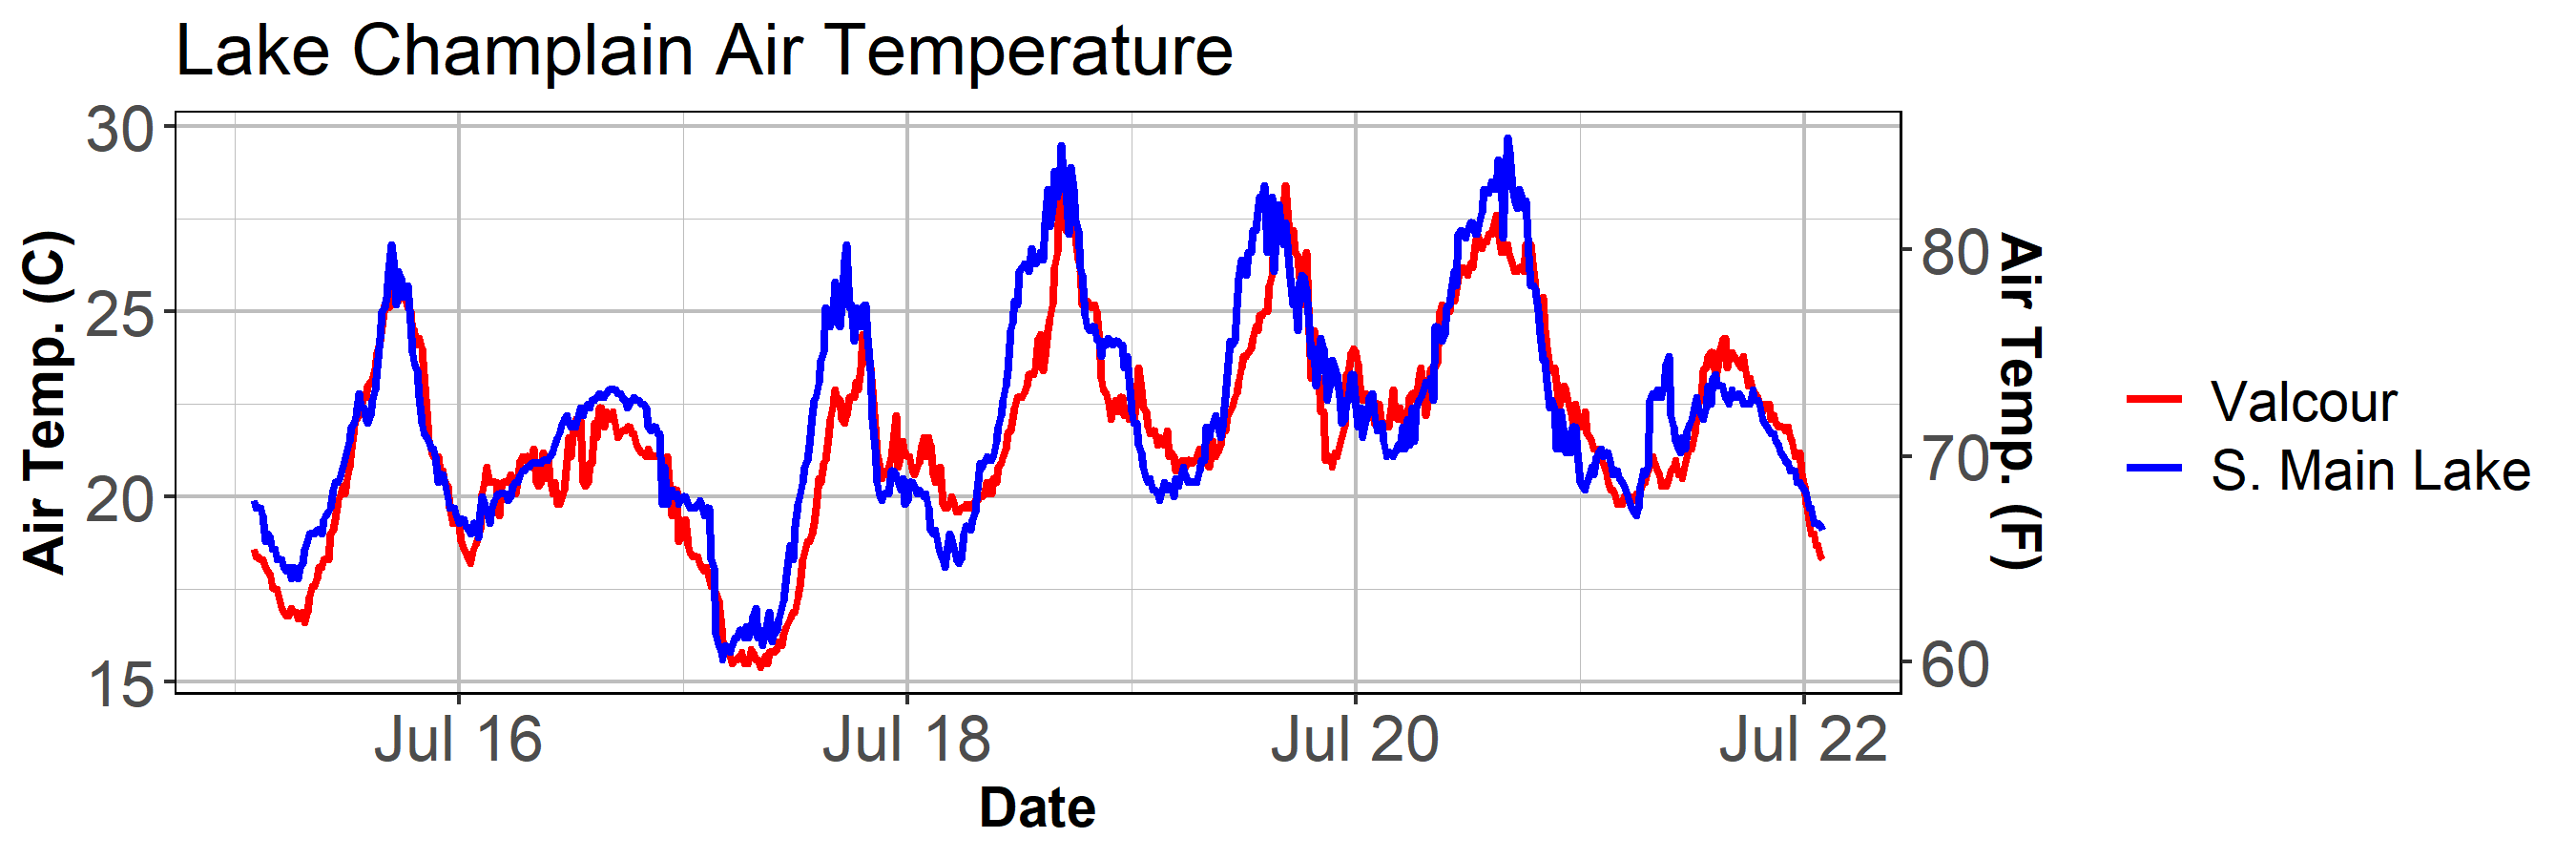 Lake Champlain Air Temperature
30
25
20
15
Air Temp. (C)
80
70
60
Air Temp. (F)
Jul 16 Jul 18 Jul 20 Jul 22
Date
Valcour
S. Main Lake